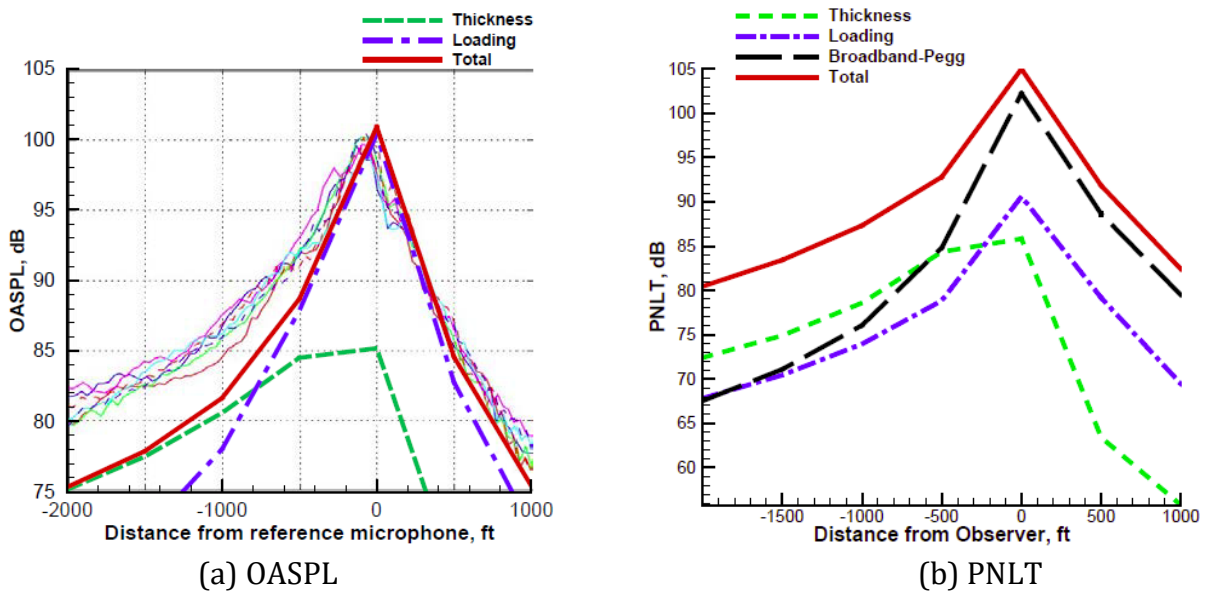 Thickness
Loading
Total
105
100
95
90
85
80
75
OASPL, dB
-2000
-1000
0
1000
Distance from reference microphone, ft
(a) OASPL
Thickness
Loading
Broadband-Pegg
Total
105
100
95
90
85
80
75
70
65
60
PNLT, dB
-1500
-1000
-500
0
500
1000
Distance from Observer, ft
(b) PNLT